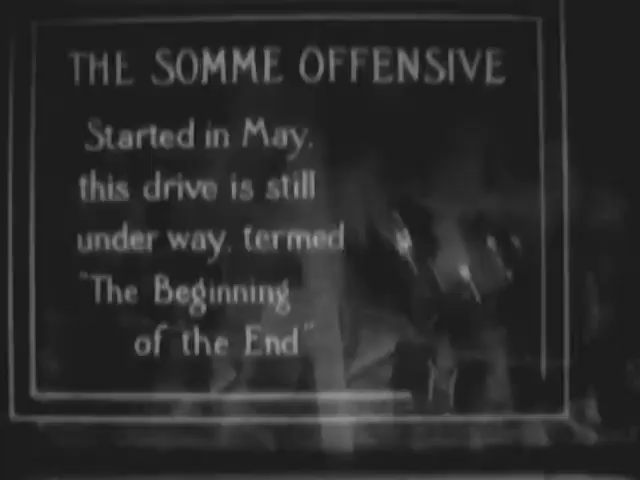 THE SOMME OFFENSIVE
Started in May.
this drive is still
under way, termed
"The Beginning
of the End"